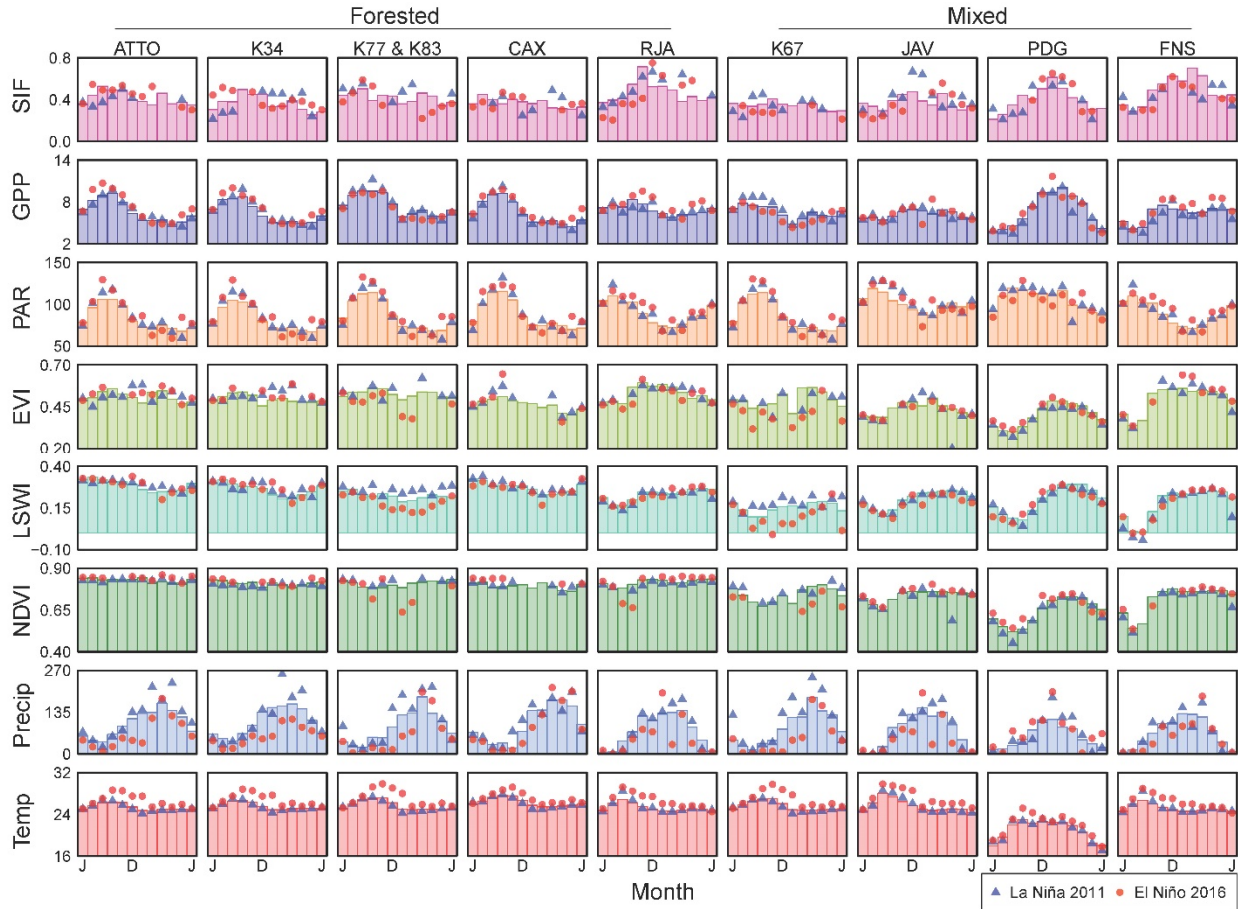 Forested Mixed
ATTO K34 K77 & K83 CAX RJA K67 JAV PDG FNS
SIF
0.8
0.4
0.0
GPP
14
8
2
PAR
150
100
50
EVI
0.70
0.45
0.20
LSWI
0.40
0.15
−0.10
NDVI
0.90
0.65
0.40
Precip
270
135
0
Temp
32
24
16
J D J J D J J D J J D J J D J J D J J D J J D J J D J
Month
La Niña 2011 El Niño 2016